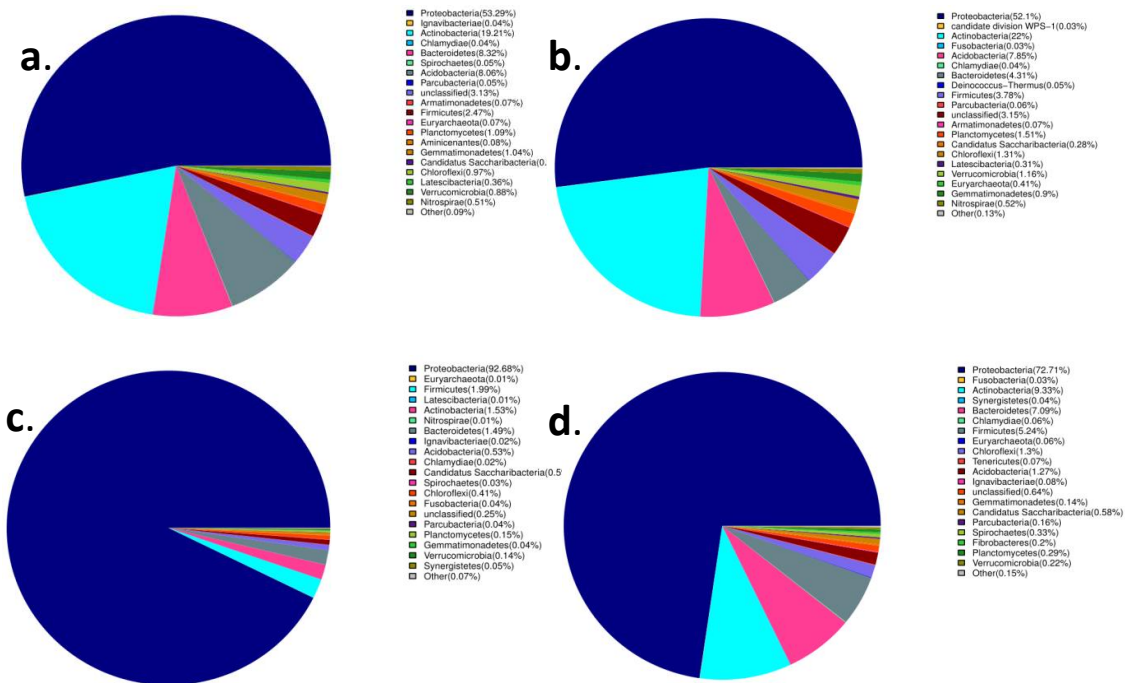 a.
Proteobacteria(53.29%)
Ignavibacteriae(0.04%)
Actinobacteria(19.21%)
Chlamydiae(0.04%)
Bacteroidetes(8.32%)
Spirochaetes(0.05%)
Acidobacteria(8.06%)
Parcubacteria(0.05%)
unclassified(3.13%)
Armatimonadetes(0.07%)
Firmicutes(2.47%)
Euryarchaeota(0.07%)
Planctomycetes(1.09%)
Aminicenantes(0.08%)
Gemmatimonadetes(1.04%)
Candidatus Saccharibacteria(0.
Chloroflexi(0.97%)
Latescibacteria(0.36%)
Verrucomicrobia(0.88%)
Nitrospirae(0.51%)
Other(0.09%)
b.
Proteobacteria(52.1%)
candidate division WPS−1(0.03%)
Actinobacteria(22%)
Fusobacteria(0.03%)
Acidobacteria(7.85%)
Chlamydiae(0.04%)
Bacteroidetes(4.31%)
Deinococcus−Thermus(0.05%)
Firmicutes(3.78%)
Parcubacteria(0.06%)
unclassified(3.15%)
Armatimonadetes(0.07%)
Planctomycetes(1.51%)
Candidatus Saccharibacteria(0.28%)
Chloroflexi(1.31%)
Latescibacteria(0.31%)
Verrucomicrobia(1.16%)
Euryarchaeota(0.41%)
Gemmatimonadetes(0.9%)
Nitrospirae(0.52%)
Other(0.13%)
c.
Proteobacteria(92.68%)
Euryarchaeota(0.01%)
Firmicutes(1.99%)
Latescibacteria(0.01%)
Actinobacteria(1.53%)
Nitrospirae(0.01%)
Bacteroidetes(1.49%)
Ignavibacteriae(0.02%)
Acidobacteria(0.53%)
Chlamydiae(0.02%)
Candidatus Saccharibacteria(0.5
Spirochaetes(0.03%)
Chloroflexi(0.41%)
Fusobacteria(0.04%)
unclassified(0.25%)
Parcubacteria(0.04%)
Planctomycetes(0.15%)
Gemmatimonadetes(0.04%)
Verrucomicrobia(0.14%)
Synergistetes(0.05%)
Other(0.07%)
d.
Proteobacteria(72.71%)
Fusobacteria(0.03%)
Actinobacteria(9.33%)
Synergistetes(0.04%)
Bacteroidetes(7.09%)
Chlamydiae(0.06%)
Firmicutes(5.24%)
Euryarchaeota(0.06%)
Chloroflexi(1.3%)
Tenericutes(0.07%)
Acidobacteria(1.27%)
Ignavibacteriae(0.08%)
unclassified(0.64%)
Gemmatimonadetes(0.14%)
Candidatus Saccharibacteria(0.58%)
Parcubacteria(0.16%)
Spirochaetes(0.33%)
Fibrobacteres(0.2%)
Planctomycetes(0.29%)
Verrucomicrobia(0.22%)
Other(0.15%)